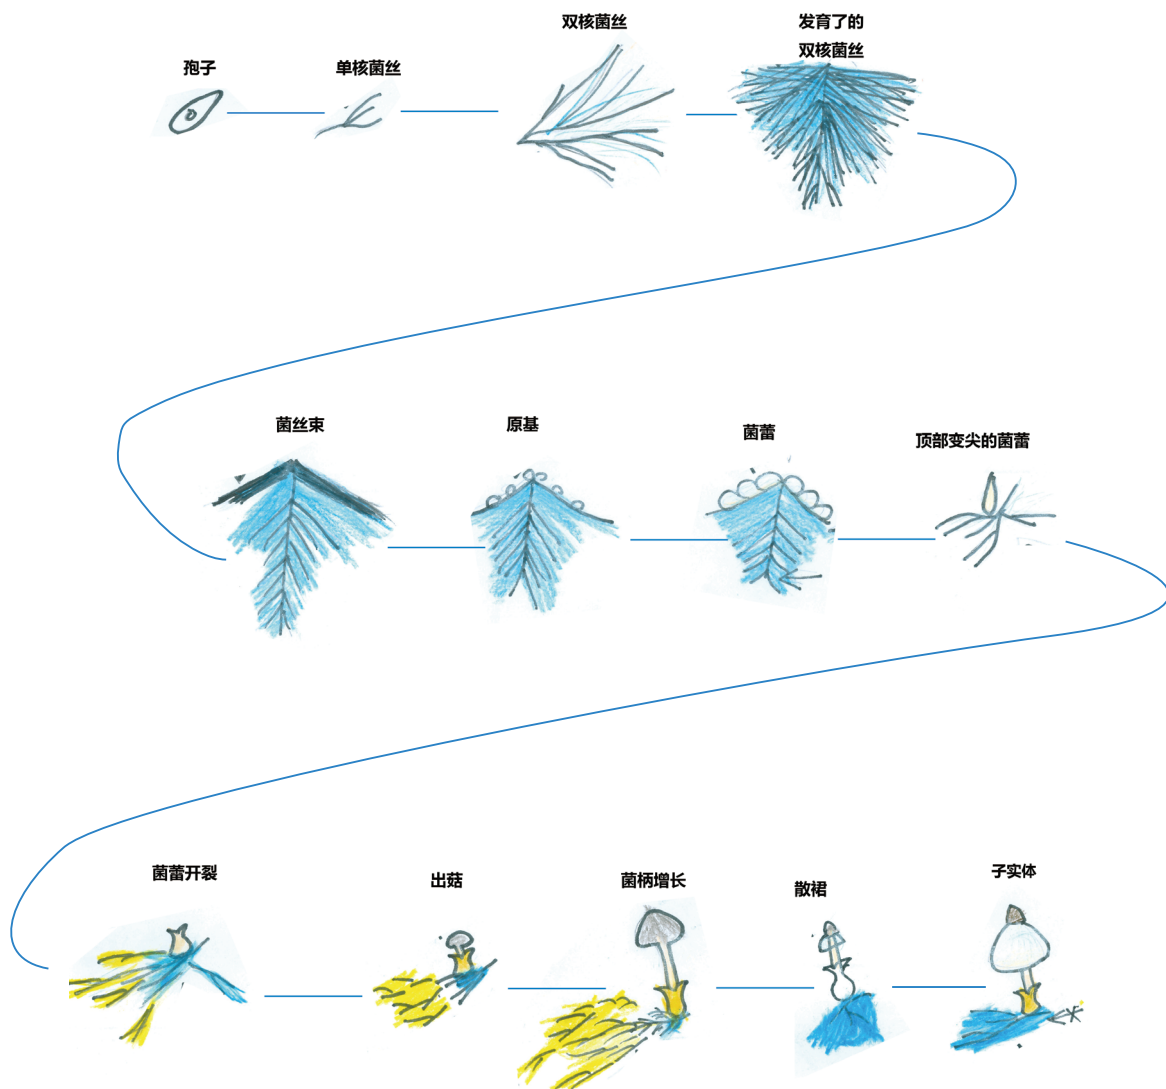 孢子
单核菌丝
双核菌丝
发育了的
双核菌丝
菌丝束
原基
菌蕾
顶部变尖的菌蕾
菌蕾开裂
出菇
菌柄增长
散裙
子实体